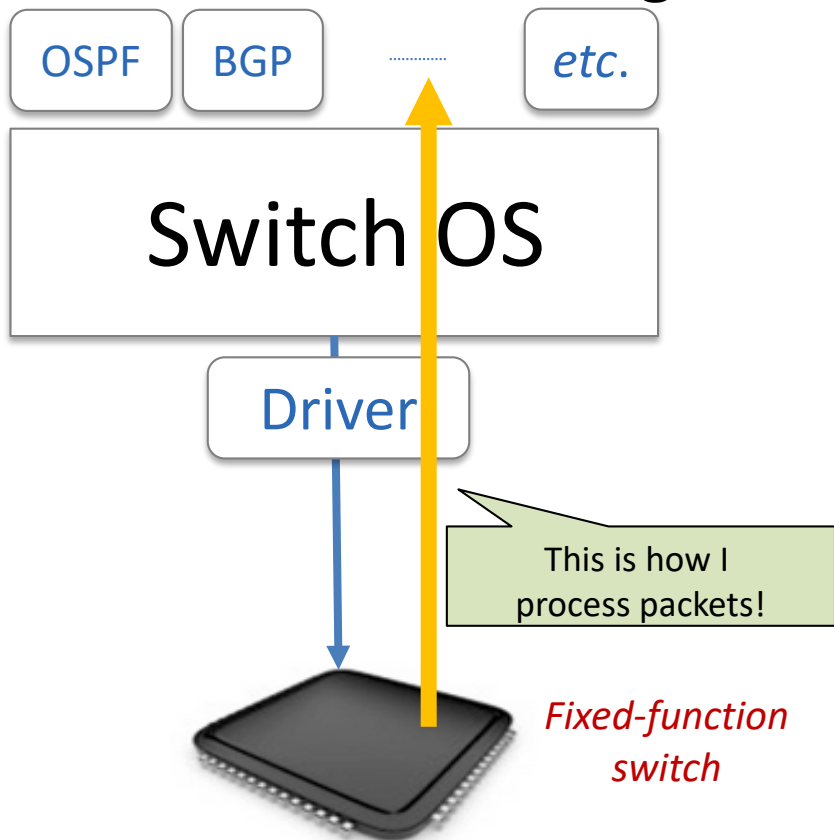 OSPF BGP ........... etc.
Switch OS
Driver
This is how I
process packets!
Fixed-function
switch